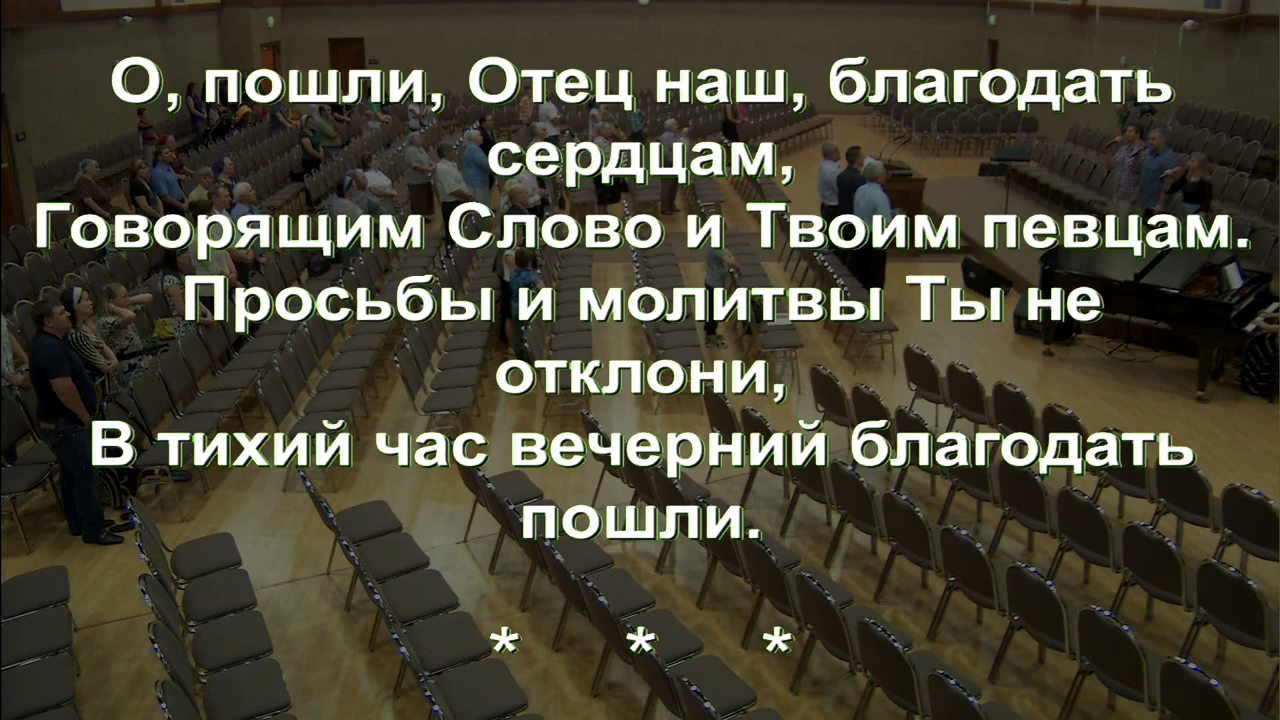 О, пошли, Отец наш, благодать
сердцам,
Говорящим Слово и Твоим певцам.
Просьбы и молитвы Ты не
отклони,
В тихий час вечерний благодать
пошли.
* * *